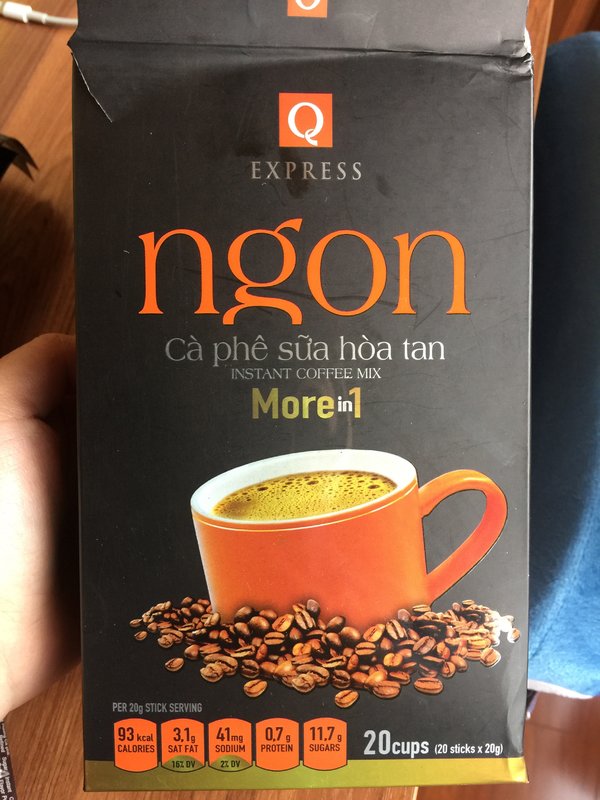 Q
EXPRESS
ngon
Cà phê sữa hòa tan
INSTANT COFFEE MIX
More in 1
PER 20g STICK SERVING
93 kcal CALORIES
3,1g SAT FAT 16% DV
41mg SODIUM 2% DV
0,7 g PROTEIN
11.7 g SUGARS
20cups (20 sticks x 20g)